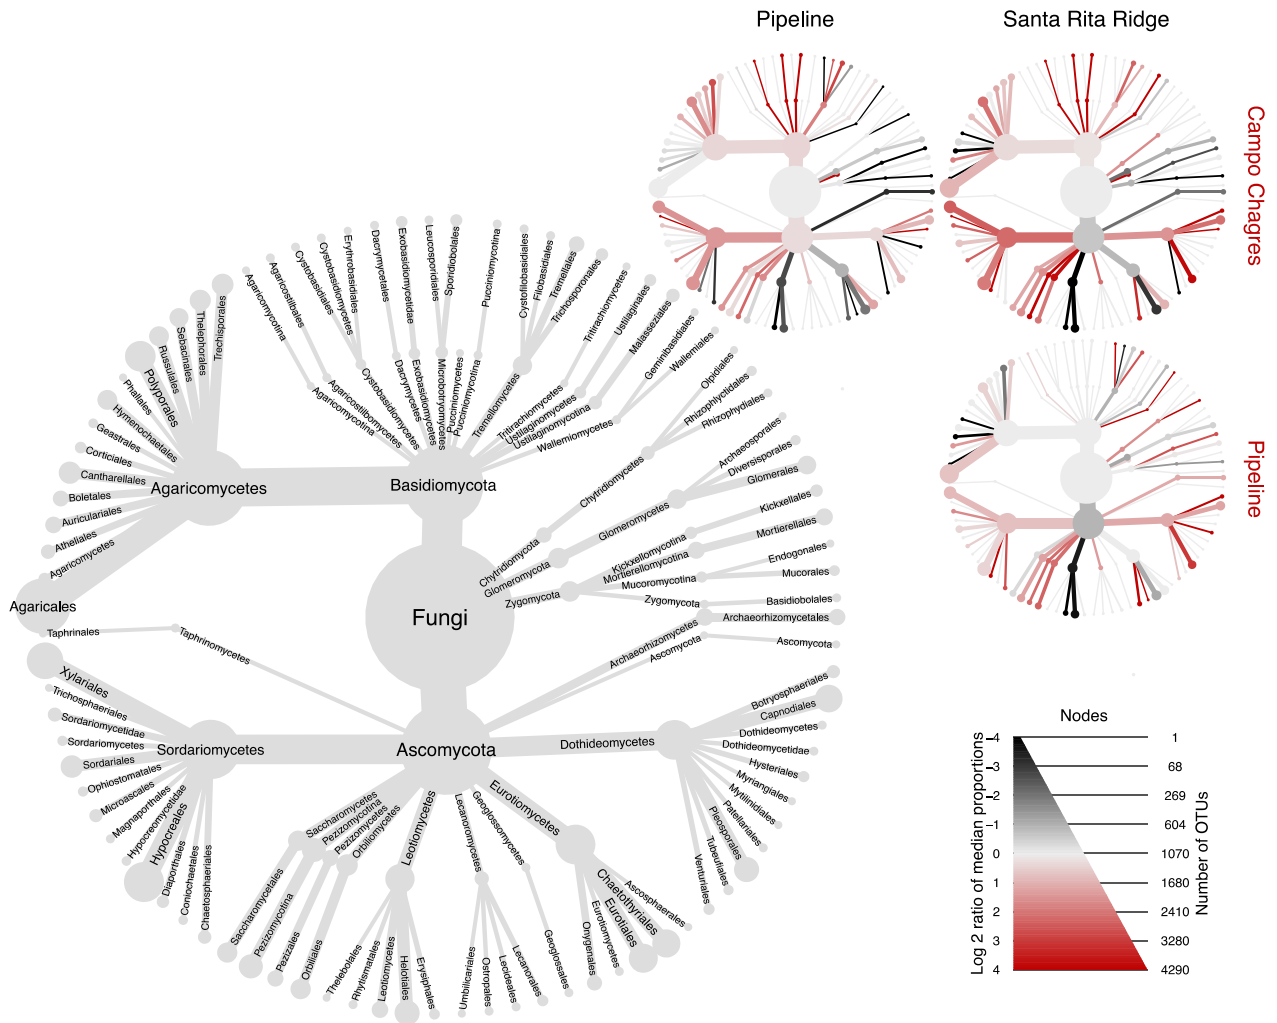 Pipeline
Santa Rita Ridge
Campo Chagres
Pipeline
Agaricomycotina
Agaricostilbales
Cystobasidiales
Cystobasidiomycetes
Erythrobasidiales
Dacrymycetales
Exobasidiomycetidae
Leucosporidiales
Sporidiobolales
Pucciniomycotina
Cystofilobasidiales
Filobasidiales
Tremellales
Trichosporonales
Tritirachiomycetes
Ustilaginales
Malasseziales
Geminibasidiales
Wallemiales
Agaricomycotina
Agaricostilbomycetes
Cystobasidiomycetes
Dacrymycetes
Exobasidiomycetes
Microbotryomycetes
Pucciniomycetes
Pucciniomycotina
Tremellomycetes
Tritirachiomycetes
Ustilaginomycetes
Ustilaginomycotina
Wallemiomycetes
Trechisporales
Thelephorales
Sebacinales
Russulales
Polyporales
Phallales
Hymenochaetales
Geastrales
Corticiales
Cantharellales
Boletales
Auriculariales
Atheliales
Agaricomycetes
Agaricales
Agaricomycetes
Basidiomycota
Fungi
Ascomycota
Olpidiales
Rhizophlyctidales
Rhizophydiales
Chytridiomycetes
Chytridiomycota
Archaeosporales
Diversisporales
Glomerales
Glomeromycetes
Glomeromycota
Kickxellales
Mortierellales
Endogonales
Mucorales
Basidiobolales
Kickxellomycotina
Mortierellomycotina
Mucoromycotina
Zygomycota
Zygomycota
Archaeorhizomycetales
Archaeorhizomycetes
Ascomycota
Ascomycota
Taphrinales
Taphrinomycetes
Xylariales
Trichosphaeriales
Sordariomycetidae
Sordariomycetes
Sordariales
Ophiostomatales
Microascales
Magnaporthales
Hypocreomycetidae
Hypocreales
Diaporthales
Coniochaetales
Chaetosphaeriales
Sordariomycetes
Dothideomycetes
Botryosphaeriales
Capnodiales
Dothideomycetes
Dothideomycetidae
Hysteriales
Myriangiales
Mytilinidiales
Patellariales
Pleosporales
Tubeufiales
Venturiales
Saccharomycetes
Pezizomycotina
Pezizomycetes
Orbiliomycetes
Leotiomycetes
Lecanoromycetes
Geoglossomycetes
Eurotiomycetes
Saccharomycetales
Pezizomycotina
Pezizales
Orbiliales
Thelebolales
Rhytismatales
Leotiomycetes
Helotiales
Erysiphales
Umbilicariales
Ostropales
Lecideales
Lecanorales
Geoglossales
Onygenales
Eurotiomycetes
Eurotiales
Chaetothyriales
Ascosphaerales
Nodes
Log 2 ratio of median proportions
Number of OTUs
−4 1
−3 68
−2 269
−1 604
0 1070
1 1680
2 2410
3 3280
4 4290